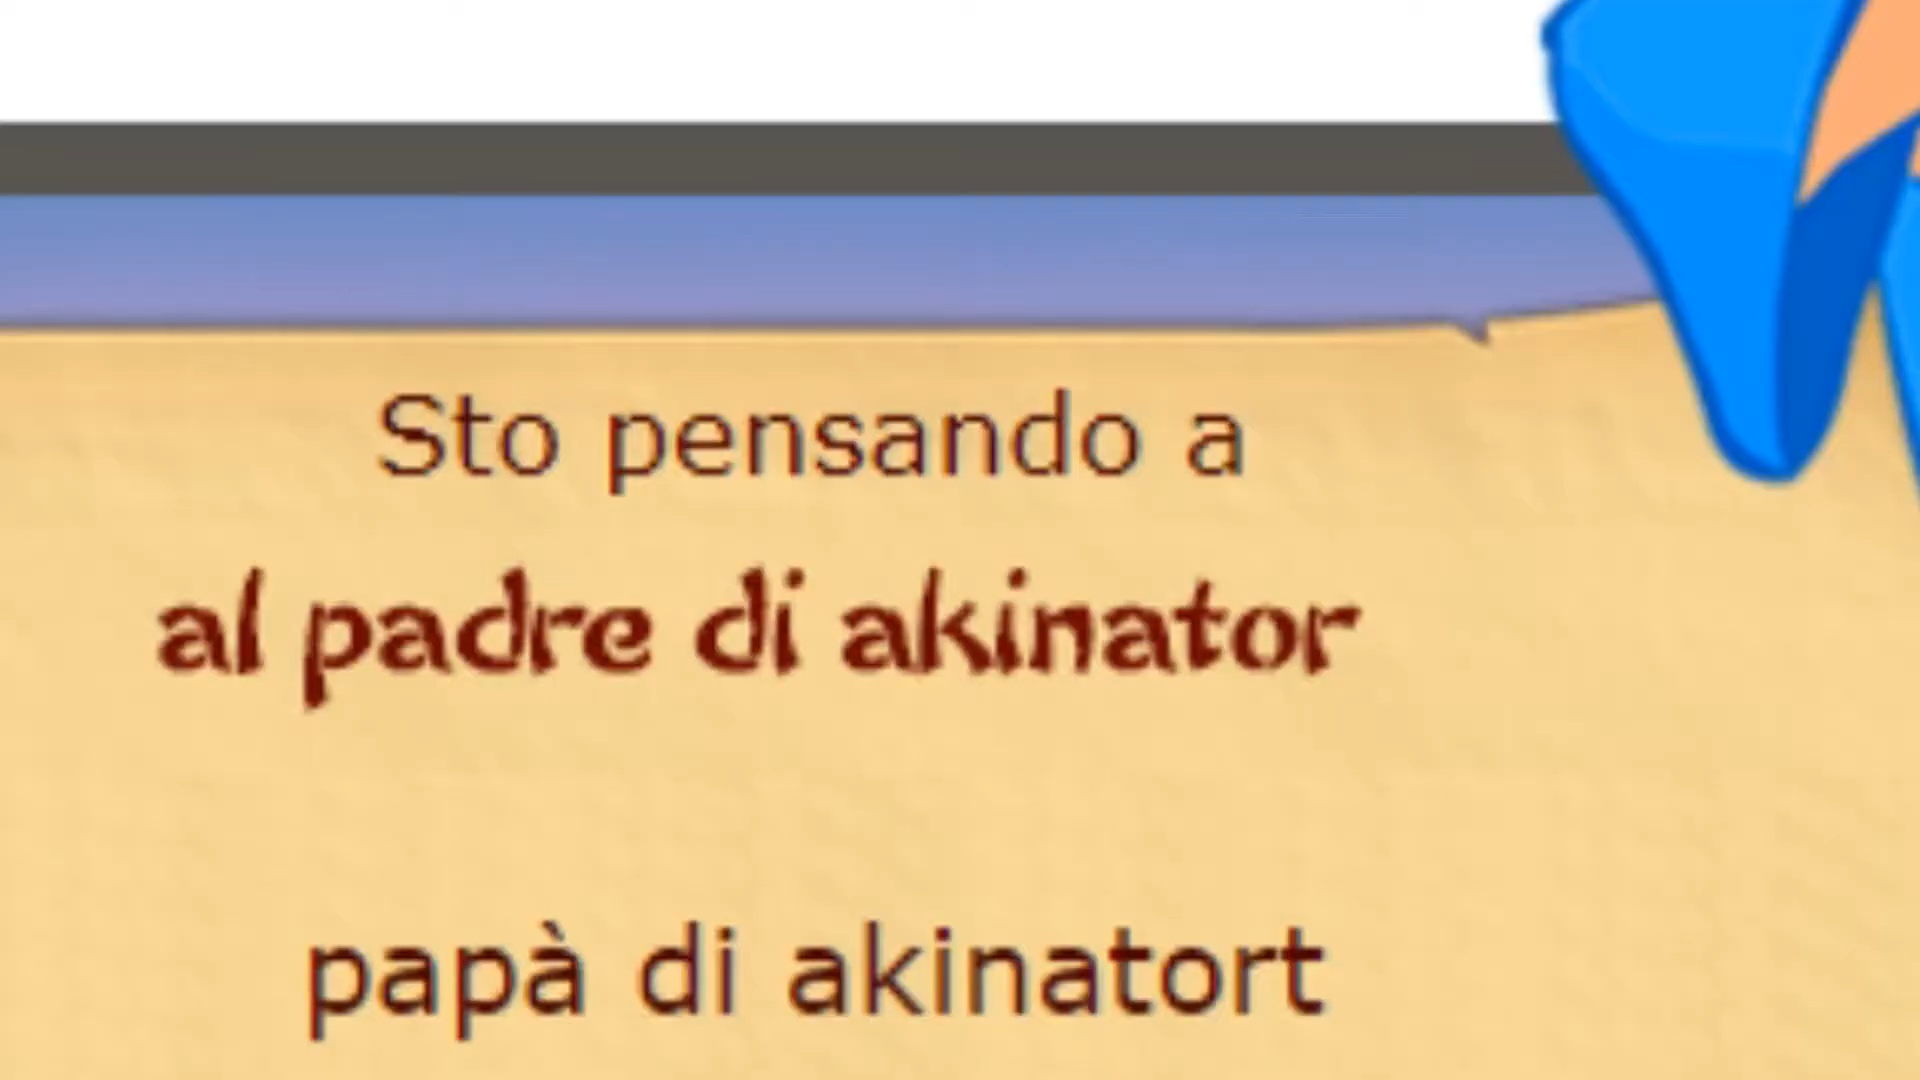 Sto pensando a
al padre di akinator
papà di akinatort